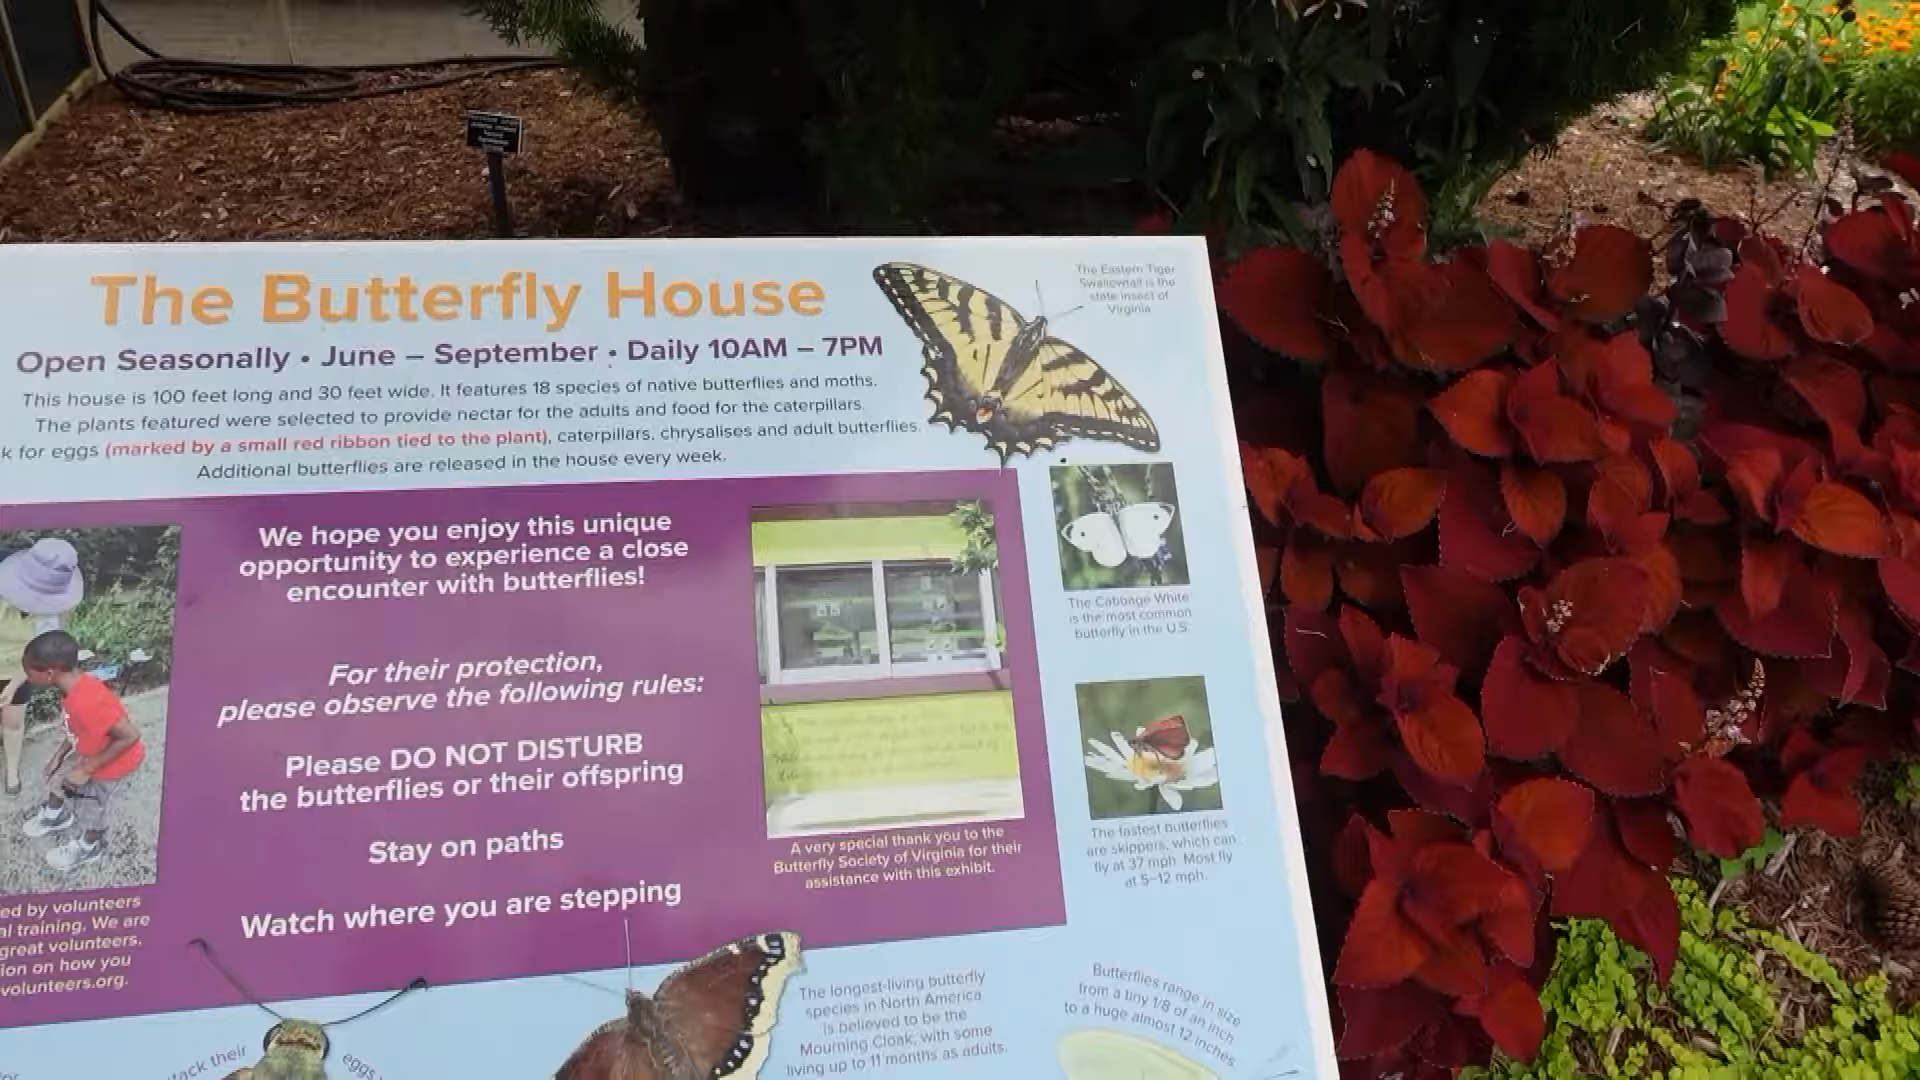 The Butterfly House
Open Seasonally • June – September • Daily 10AM – 7PM
This house is 100 feet long and 30 feet wide. It features 18 species of native butterflies and moths.
The plants featured were selected to provide nectar for the adults and food for the caterpillars.
k for eggs (marked by a small red ribbon tied to the plant), caterpillars, chrysalises and adult butterflies.
Additional butterflies are released in the house every week.
The Eastern Tiger
Swallowtail is the
state insect of
Virginia
We hope you enjoy this unique
opportunity to experience a close
encounter with butterflies!
For their protection,
please observe the following rules:
Please DO NOT DISTURB
the butterflies or their offspring
Stay on paths
Watch where you are stepping
A very special thank you to the
Butterfly Society of Virginia for their
assistance with this exhibit.
The Cabbage White
is the most common
butterfly in the U.S.
The fastest butterflies
are skippers, which can
fly at 37 mph. Most fly
at 5–12 mph.
ed by volunteers
al training. We are
great volunteers.
ion on how you
volunteers.org.
The longest-living butterfly
species in North America
is believed to be the
Mourning Cloak, with some
living up to 11 months as adults.
Butterflies range in size
from a tiny 1/8 of an inch
to a huge almost 12 inches.
tack their
eggs